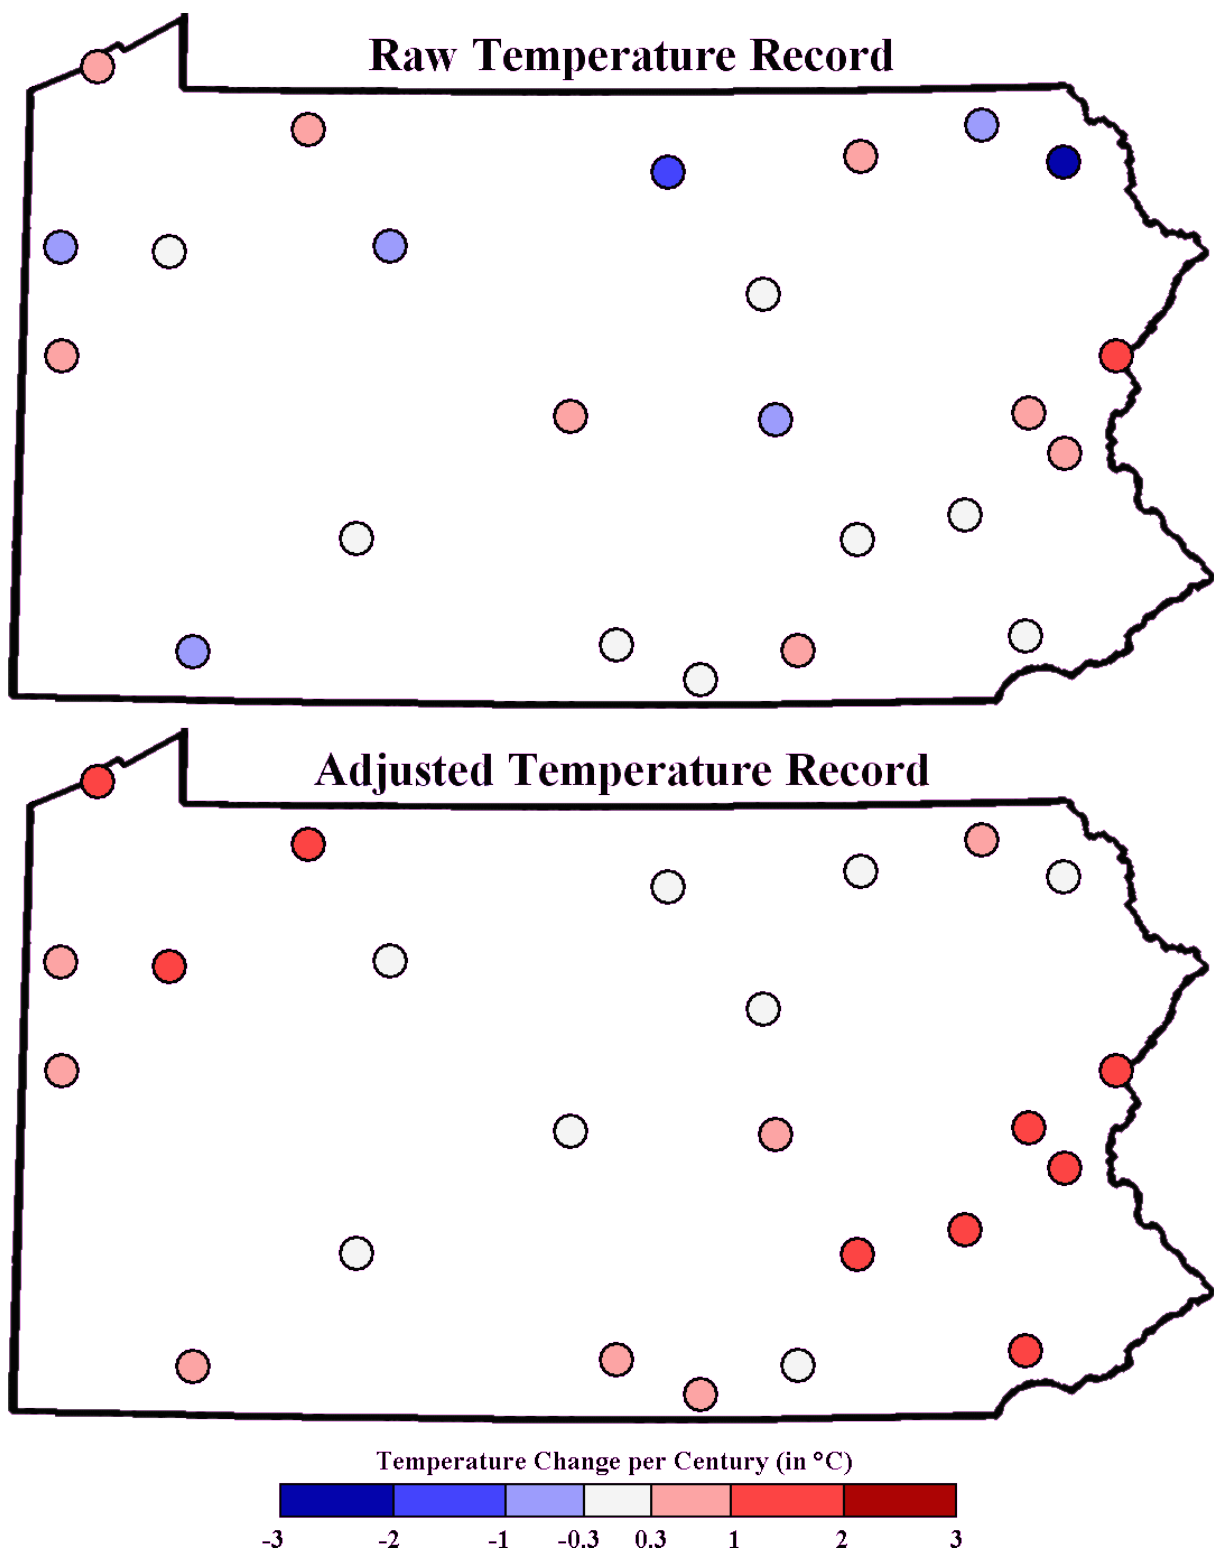 Raw Temperature Record
Adjusted Temperature Record
Temperature Change per Century (in °C)
-3 -2 -1 -0.3 0.3 1 2 3